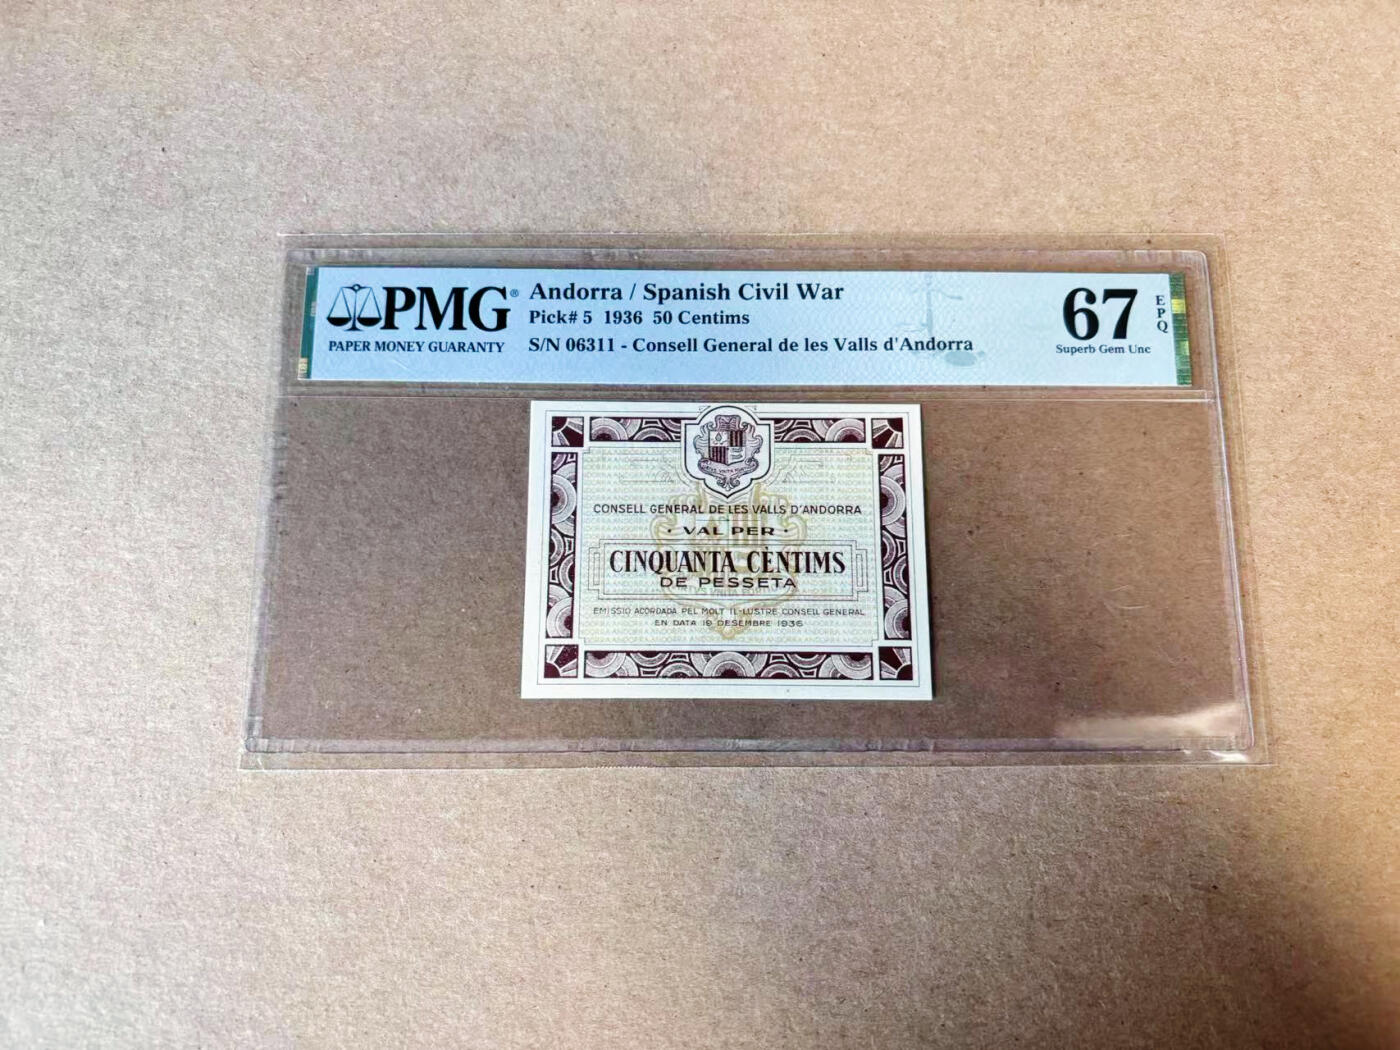 PMG®
PAPER MONEY GUARANTY
Andorra / Spanish Civil War
Pick# 5 1936 50 Centims
S/N 06311 - Consell General de les Valls d'Andorra
67
EPQ
Superb Gem Unc
CONSELL GENERAL DE LES VALLS D'ANDORRA
· VAL PER ·
CINQUANTA CÈNTIMS
DE PESSETA
EMISSIO ACORDADA PEL MOLT IL·LUSTRE CONSELL GENERAL
EN DATA 19 DESEMBRE 1936